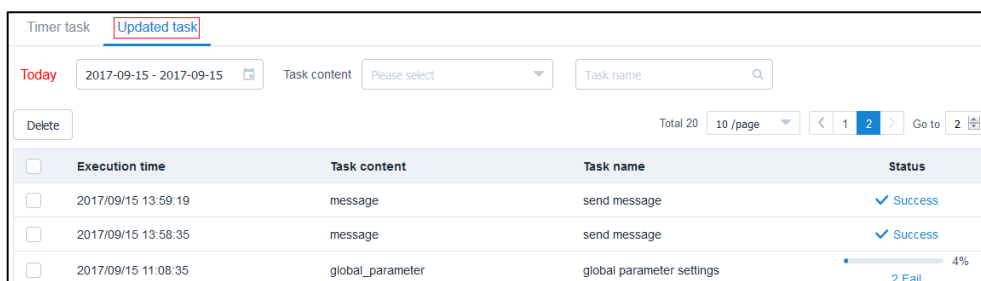 Timer task Updated task
Today 2017-09-15 - 2017-09-15 Task content Please select Task name
Delete Total 20 10 /page < 1 2 > Go to 2
Execution time Task content Task name Status
2017/09/15 13:59:19 message send message Success
2017/09/15 13:58:35 message send message Success
2017/09/15 11:08:35 global_parameter global parameter settings 4%
2 Fail